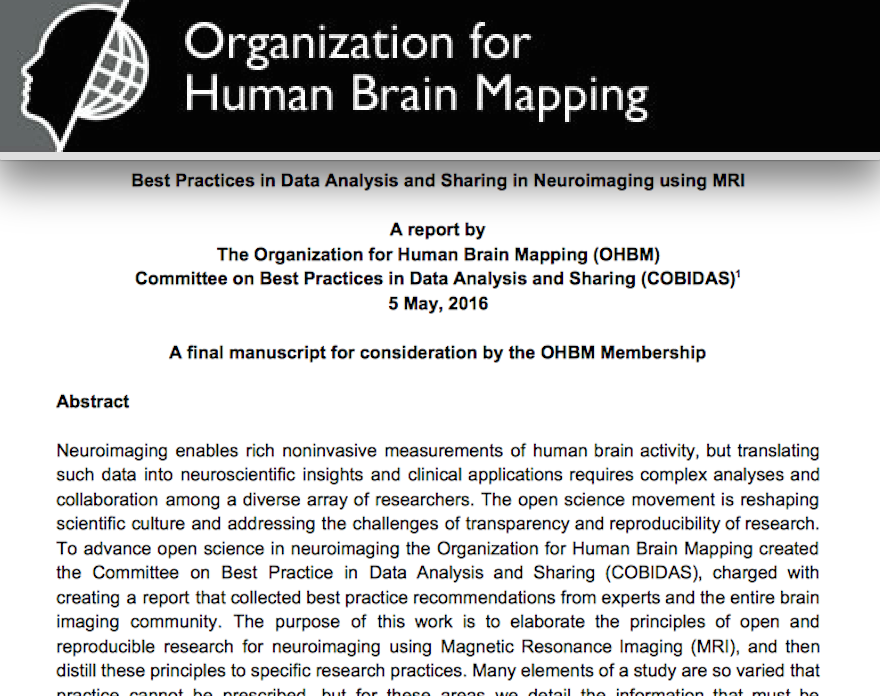 Organization for
Human Brain Mapping
Best Practices in Data Analysis and Sharing in Neuroimaging using MRI
A report by
The Organization for Human Brain Mapping (OHBM)
Committee on Best Practices in Data Analysis and Sharing (COBIDAS)¹
5 May, 2016
A final manuscript for consideration by the OHBM Membership
Abstract
Neuroimaging enables rich noninvasive measurements of human brain activity, but translating
such data into neuroscientific insights and clinical applications requires complex analyses and
collaboration among a diverse array of researchers. The open science movement is reshaping
scientific culture and addressing the challenges of transparency and reproducibility of research.
To advance open science in neuroimaging the Organization for Human Brain Mapping created
the Committee on Best Practice in Data Analysis and Sharing (COBIDAS), charged with
creating a report that collected best practice recommendations from experts and the entire brain
imaging community. The purpose of this work is to elaborate the principles of open and
reproducible research for neuroimaging using Magnetic Resonance Imaging (MRI), and then
distill these principles to specific research practices. Many elements of a study are so varied that
practice cannot be prescribed, but for these areas we detail the information that must be